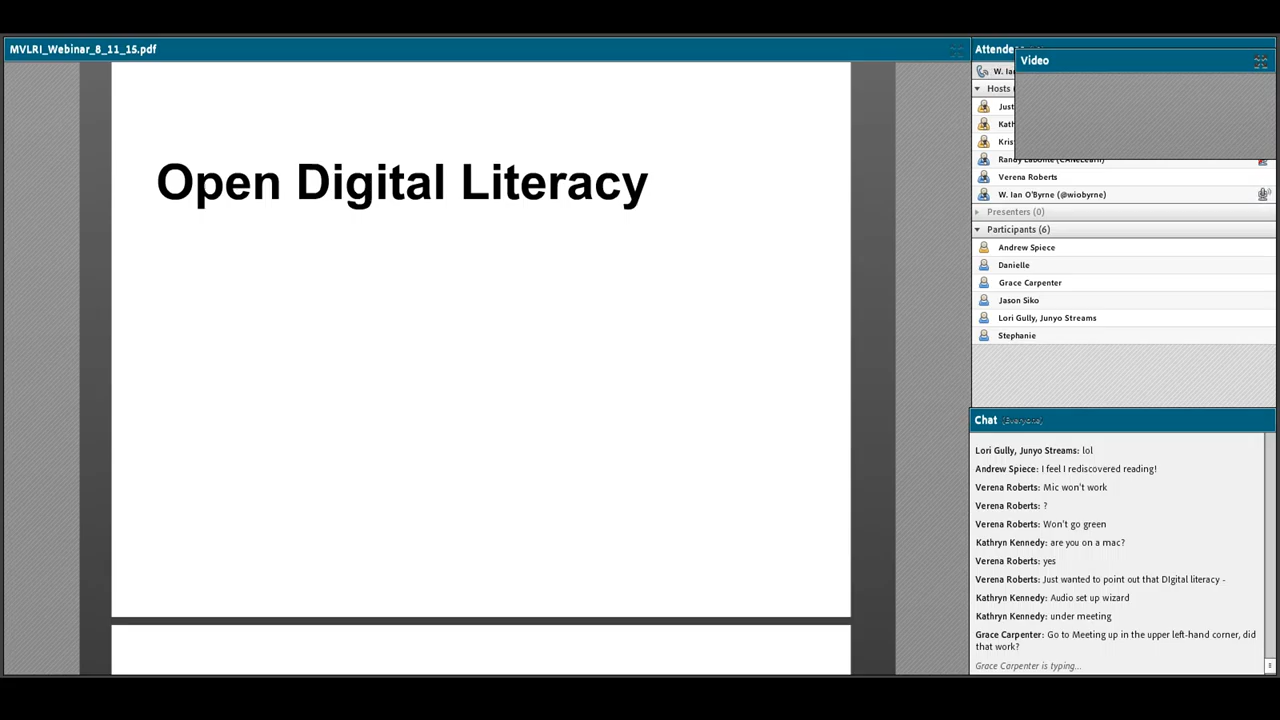 MVLRI_Webinar_8_11_15.pdf
Open Digital Literacy
Video
W.
Hosts
Verena Roberts
W. Ian O'Byrne (@wiobyrne)
Presenters (0)
Participants (6)
Andrew Spiece
Danielle
Grace Carpenter
Jason Siko
Lori Gully, Junyo Streams
Stephanie
Chat (Everyone)
Lori Gully, Junyo Streams: lol
Andrew Spiece: I feel I rediscovered reading!
Verena Roberts: Mic won't work
Verena Roberts: ?
Verena Roberts: Won't go green
Kathryn Kennedy: are you on a mac?
Verena Roberts: yes
Verena Roberts: Just wanted to point out that DIgital literacy -
Kathryn Kennedy: Audio set up wizard
Kathryn Kennedy: under meeting
Grace Carpenter: Go to Meeting up in the upper left-hand corner, did
that work?
Grace Carpenter is typing...